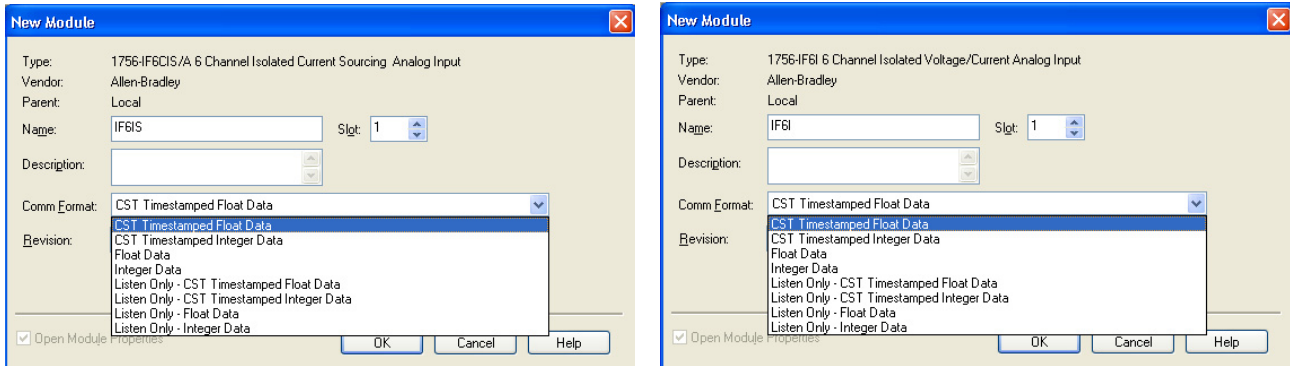 New Module
Type: 1756-IF6CIS/A 6 Channel Isolated Current Sourcing Analog Input
Vendor: Allen-Bradley
Parent: Local
Name: IF6IS Slot: 1
Description:
Comm Format: CST Timestamped Float Data
CST Timestamped Float Data
Revision: CST Timestamped Integer Data
Float Data
Integer Data
Listen Only - CST Timestamped Float Data
Listen Only - CST Timestamped Integer Data
Listen Only - Float Data
Listen Only - Integer Data
Open Module Properties OK Cancel Help
New Module
Type: 1756-IF6I 6 Channel Isolated Voltage/Current Analog Input
Vendor: Allen-Bradley
Parent: Local
Name: IF6I Slot: 1
Description:
Comm Format: CST Timestamped Float Data
CST Timestamped Float Data
Revision: CST Timestamped Integer Data
Float Data
Integer Data
Listen Only - CST Timestamped Float Data
Listen Only - CST Timestamped Integer Data
Listen Only - Float Data
Listen Only - Integer Data
Open Module Properties OK Cancel Help